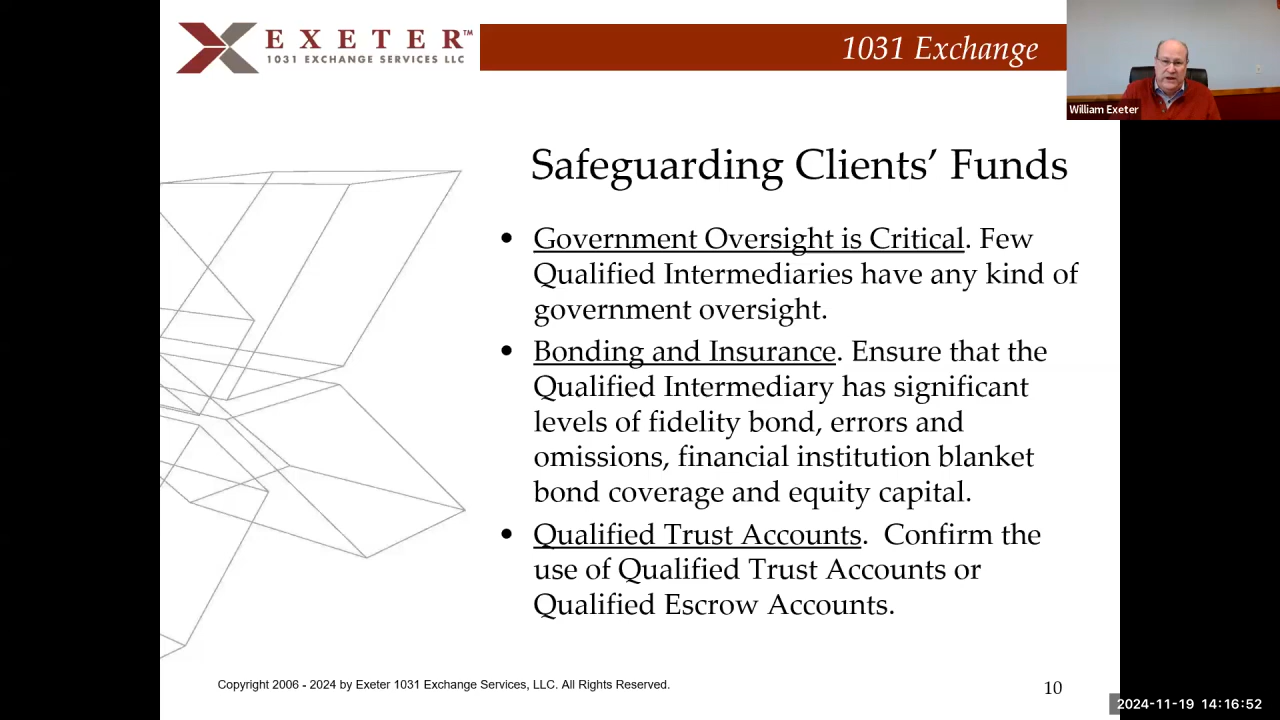 EXETER™
1031 EXCHANGE SERVICES LLC
1031 Exchange
William Exeter
Safeguarding Clients’ Funds
• Government Oversight is Critical. Few
Qualified Intermediaries have any kind of
government oversight.
• Bonding and Insurance. Ensure that the
Qualified Intermediary has significant
levels of fidelity bond, errors and
omissions, financial institution blanket
bond coverage and equity capital.
• Qualified Trust Accounts.  Confirm the
use of Qualified Trust Accounts or
Qualified Escrow Accounts.
Copyright 2006 - 2024 by Exeter 1031 Exchange Services, LLC. All Rights Reserved.
10
2024-11-19 14:16:52